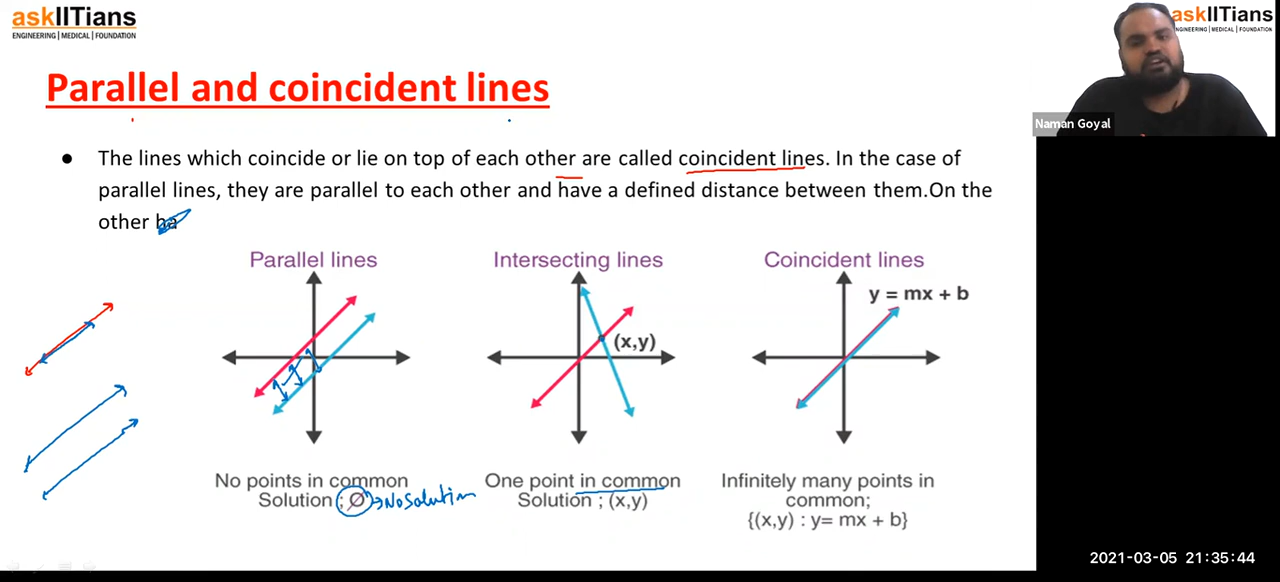 askIITians
ENGINEERING | MEDICAL | FOUNDATION
askIITians
ENGINEERING | MEDICAL | FOUNDATION
Naman Goyal
Parallel and coincident lines
• The lines which coincide or lie on top of each other are called coincident lines. In the case of
parallel lines, they are parallel to each other and have a defined distance between them.On the
other ha
Parallel lines
Intersecting lines
Coincident lines
y = mx + b
(x,y)
No points in common
Solution ; Ø → No Solution
One point in common
Solution ; (x,y)
Infinitely many points in
common;
{(x,y) : y= mx + b}
2021-03-05 21:35:44